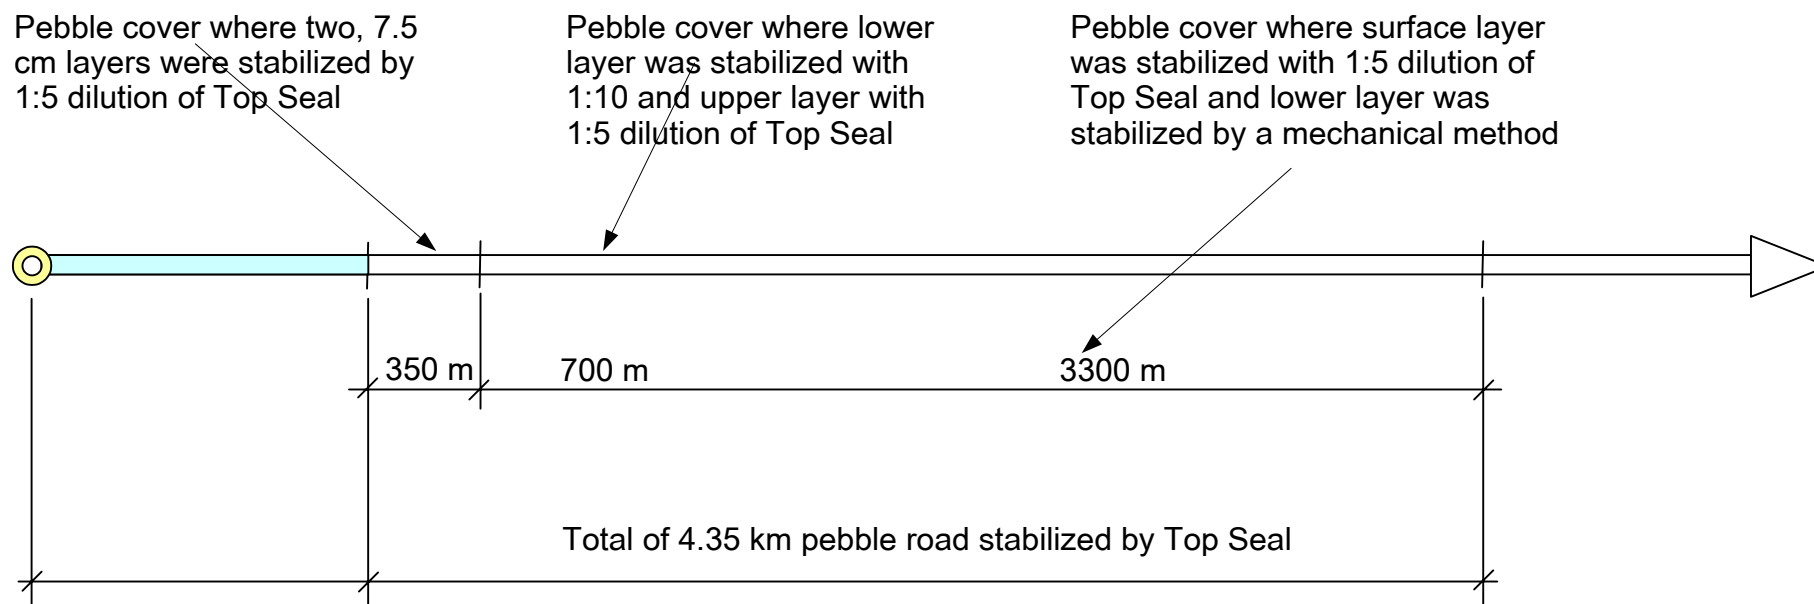 Pebble cover where two, 7.5
cm layers were stabilized by
1:5 dilution of Top Seal
Pebble cover where lower
layer was stabilized with
1:10 and upper layer with
1:5 dilution of Top Seal
Pebble cover where surface layer
was stabilized with 1:5 dilution of
Top Seal and lower layer was
stabilized by a mechanical method
350 m
700 m
3300 m
Total of 4.35 km pebble road stabilized by Top Seal